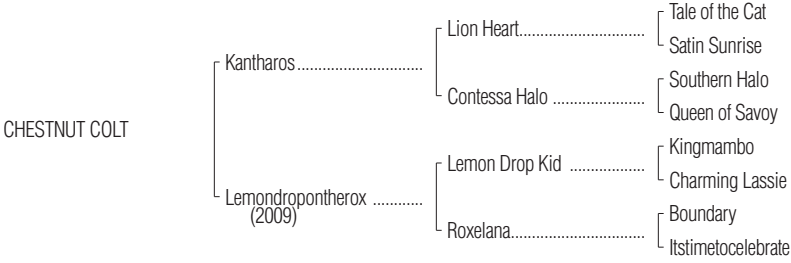 Tale of the Cat
Lion Heart..............................
Satin Sunrise
Kantharos..............................
Southern Halo
Contessa Halo ......................
Queen of Savoy
CHESTNUT COLT
Kingmambo
Lemon Drop Kid ..................
Charming Lassie
Lemondropontherox ............
(2009)
Boundary
Roxelana................................
Itstimetocelebrate